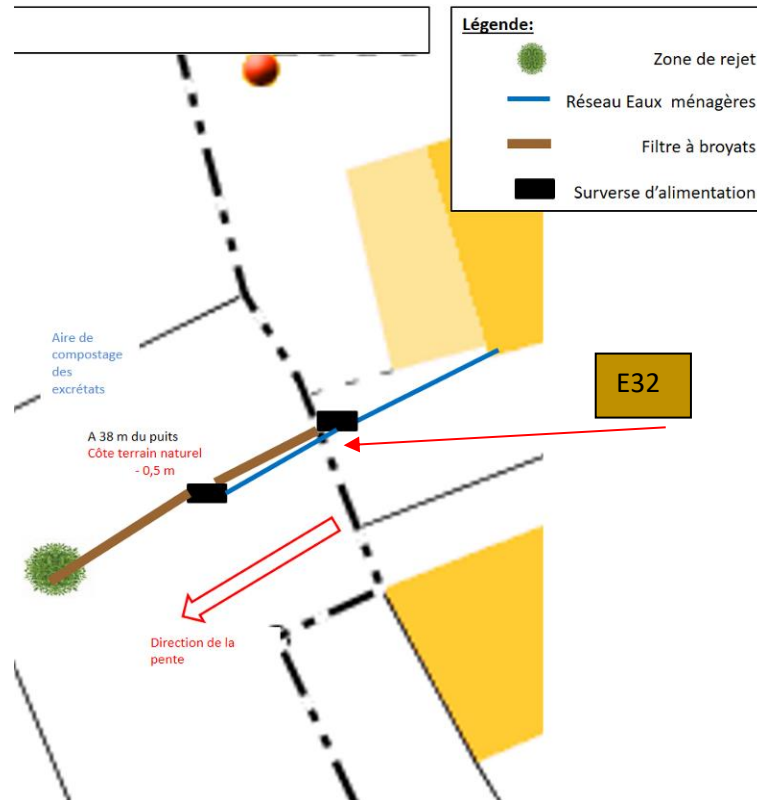 Légende:
Zone de rejet
Réseau Eaux ménagères
Filtre à broyats
Surverse d'alimentation
Aire de
compostage
des
excrétats
E32
A 38 m du puits
Côte terrain naturel
- 0,5 m
Direction de la
pente